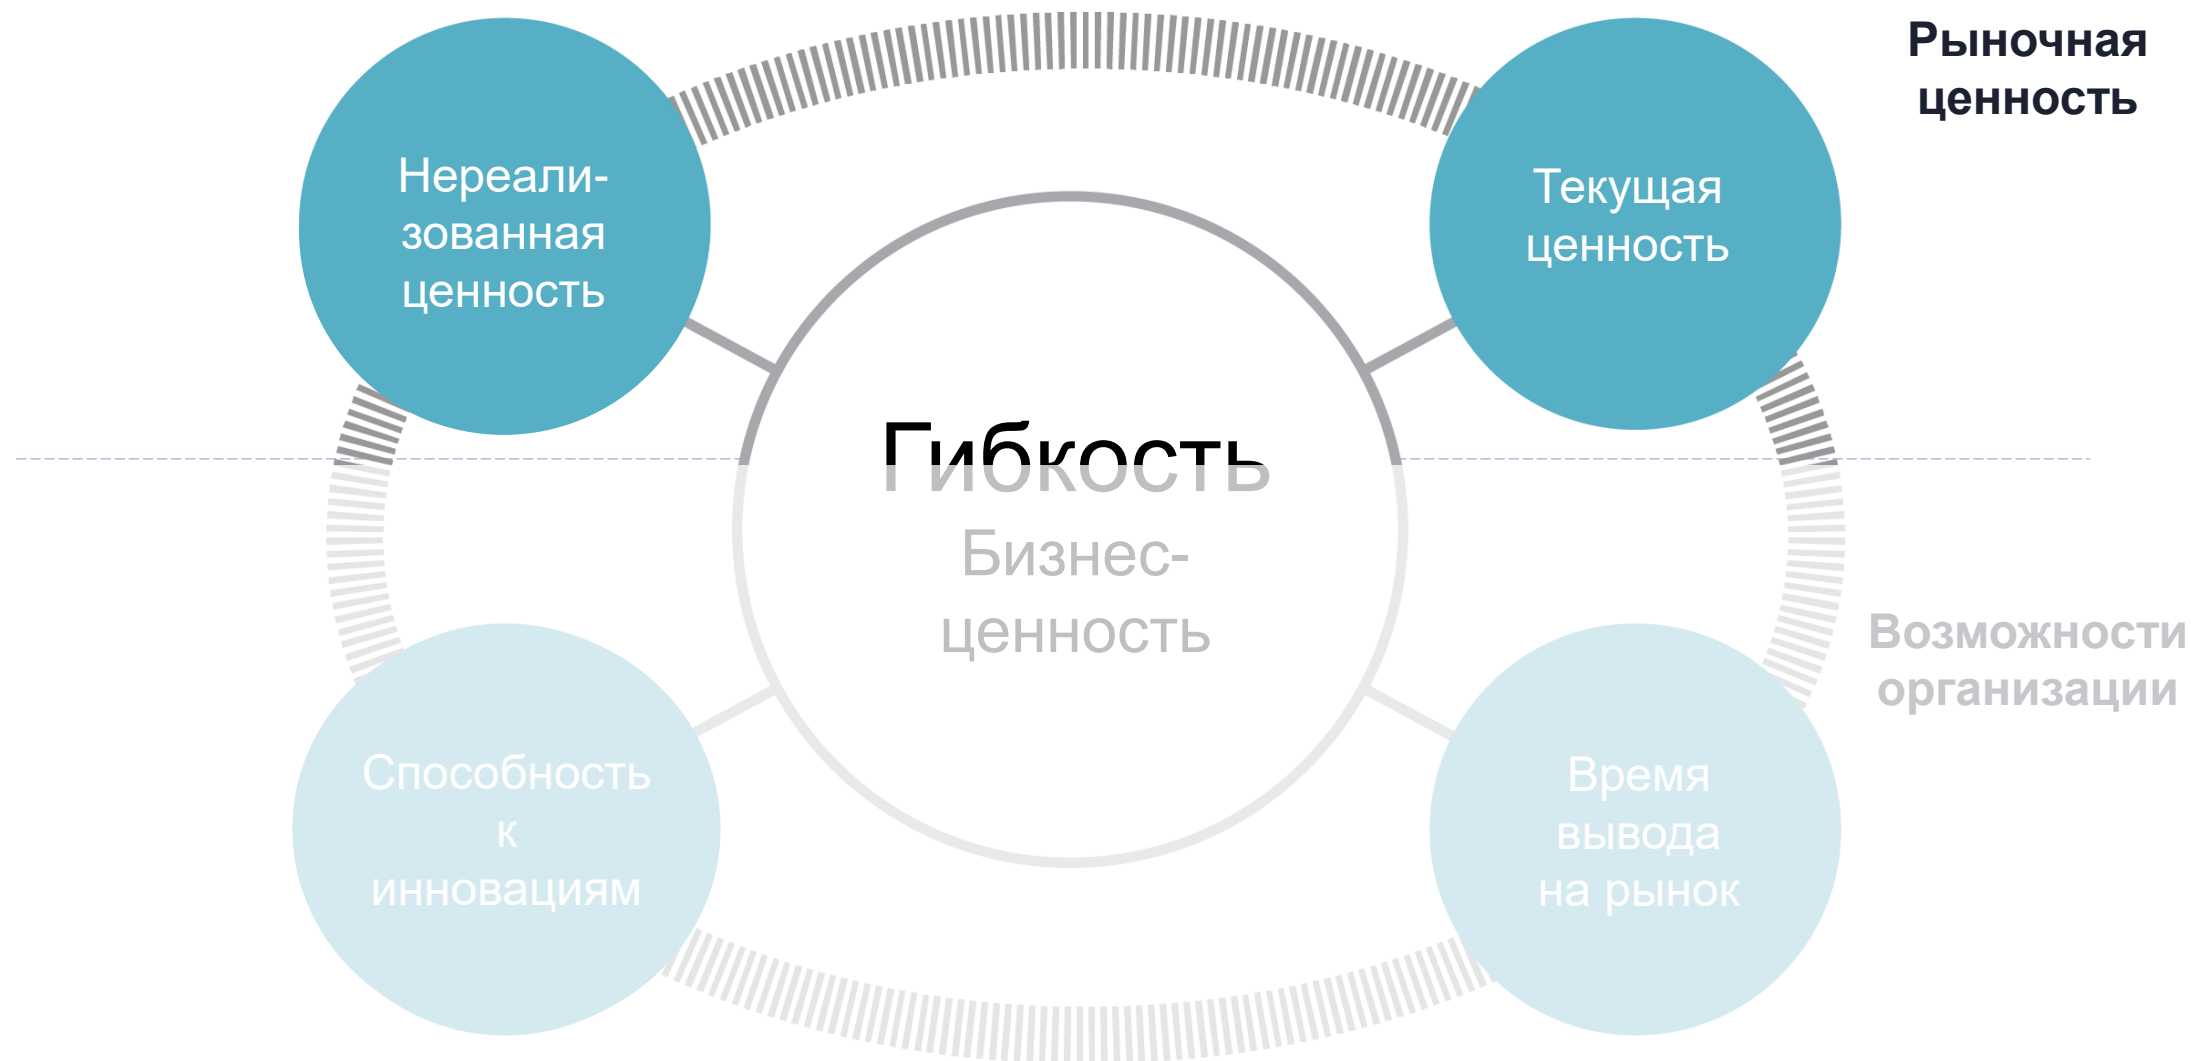 Рыночная
ценность
Нереали-
зованная
ценность
Текущая
ценность
Гибкость
Бизнес-
ценность
Возможности
организации
Способность
к
инновациям
Время
вывода
на рынок